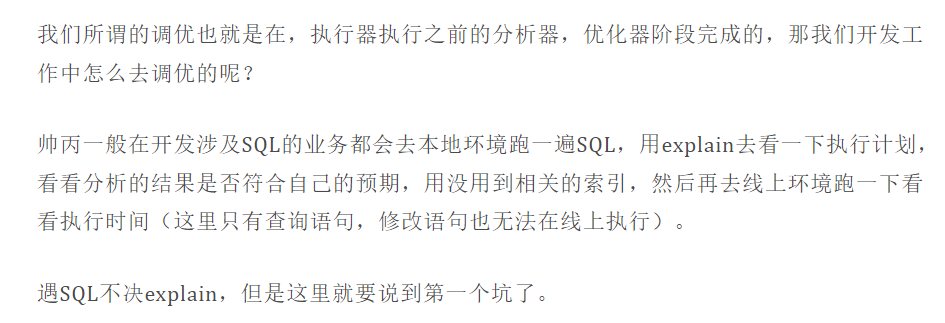 我们所谓的调优也就是在，执行器执行之前的分析器，优化器阶段完成的，那我们开发工
作中怎么去调优的呢？
帅丙一般在开发涉及SQL的业务都会去本地环境跑一遍SQL，用explain去看一下执行计划，
看看分析的结果是否符合自己的预期，用没用到相关的索引，然后再去线上环境跑一下看
看执行时间（这里只有查询语句，修改语句也无法在线上执行）。
遇SQL不决explain，但是这里就要说到第一个坑了。